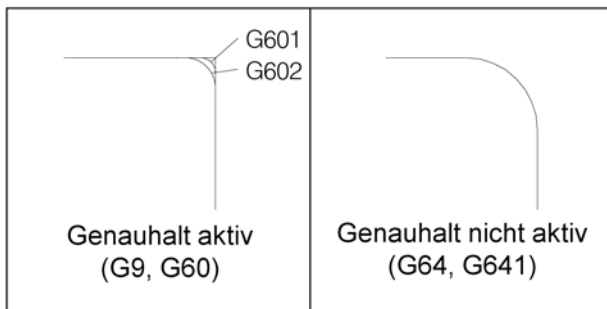 G601
G602
Genauhalt aktiv
(G9, G60)
Genauhalt nicht aktiv
(G64, G641)